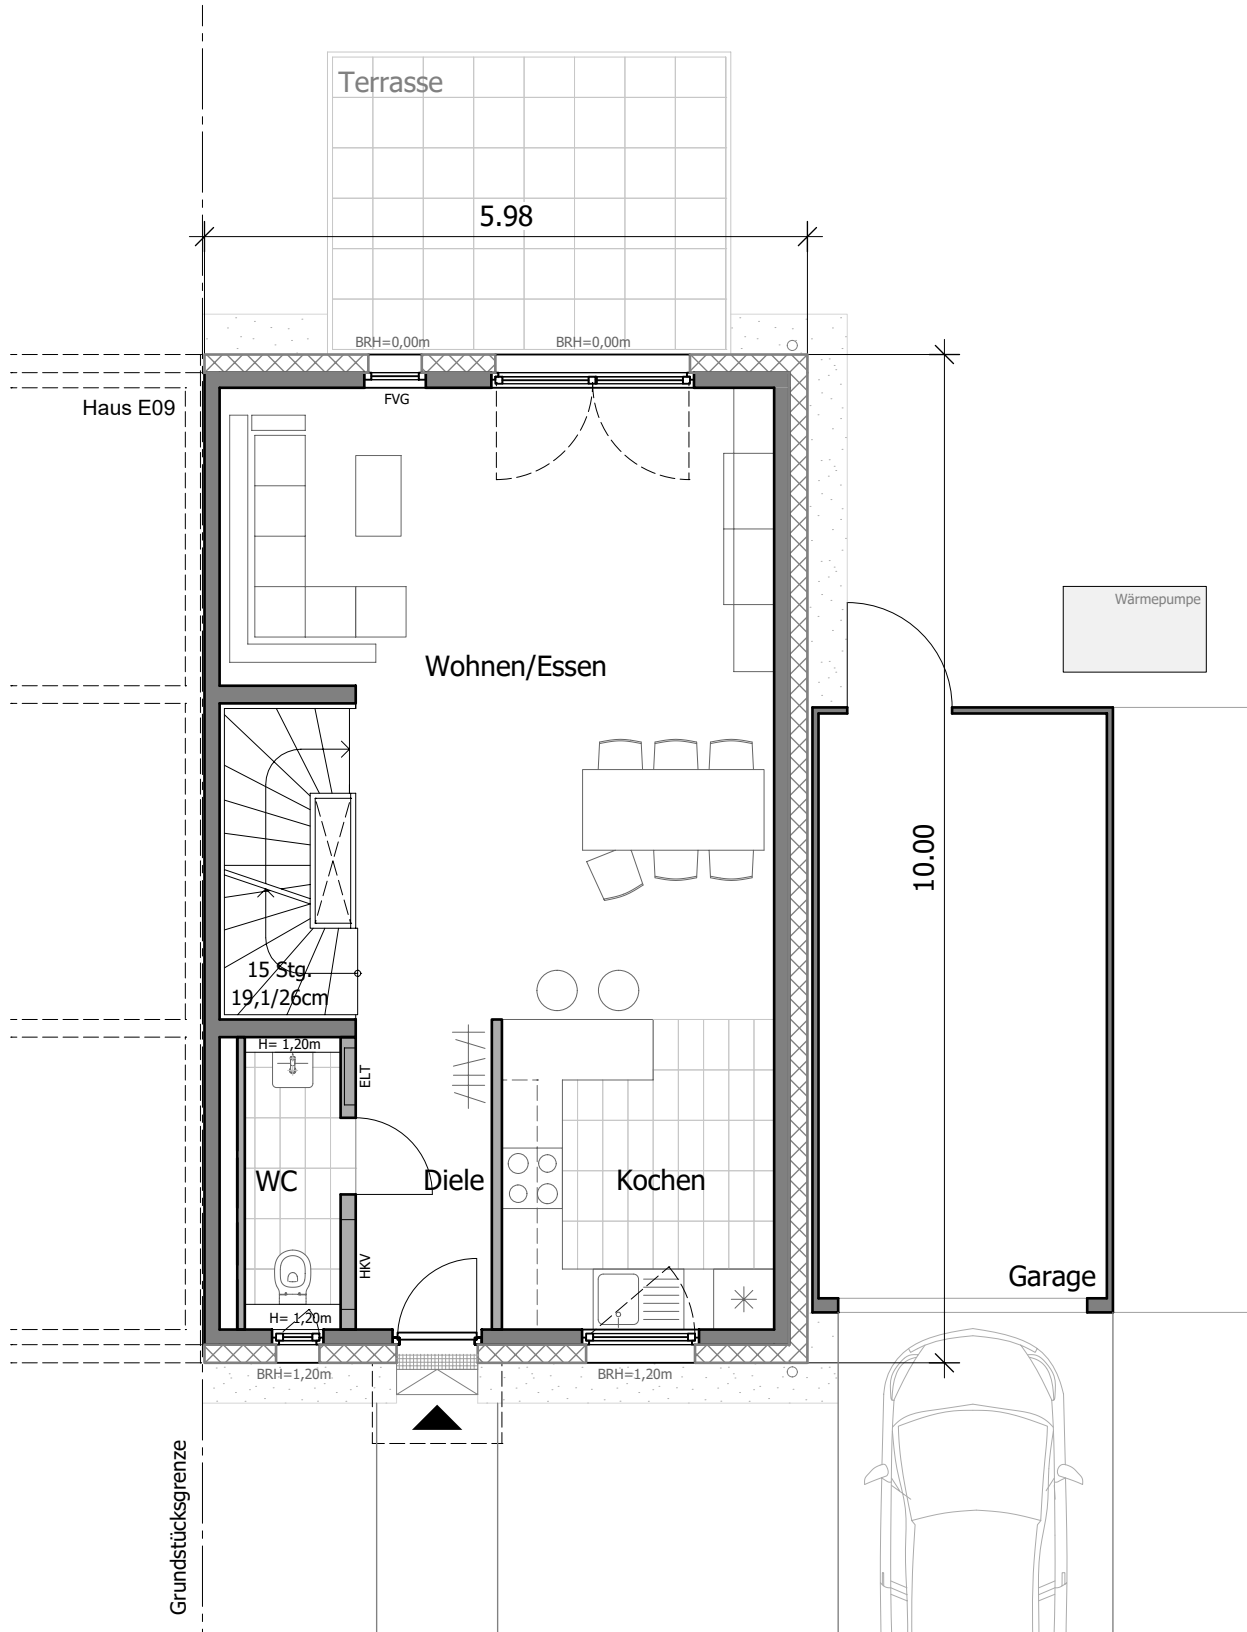 Terrasse
5.98
BRH=0,00m
BRH=0,00m
Haus E09
FVG
Wärmepumpe
Wohnen/Essen
10.00
15 Stg.
19,1/26cm
H= 1,20m
ELT
WC
Diele
Kochen
HKV
Garage
H= 1,20m
BRH=1,20m
BRH=1,20m
Grundstücksgrenze